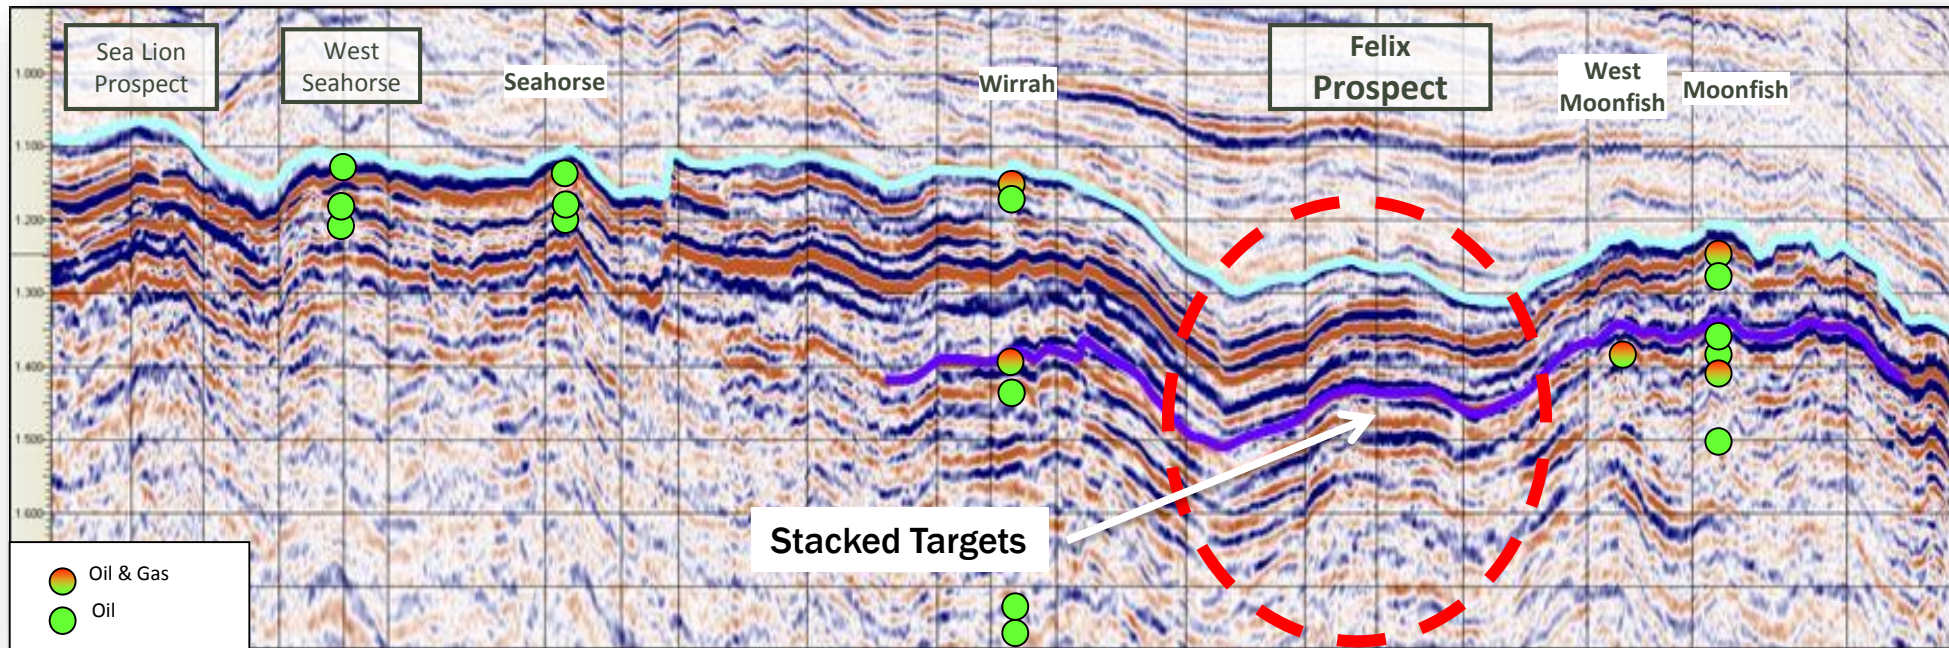 Sea Lion
Prospect
West
Seahorse
Seahorse
Wirrah
Felix
Prospect
West
Moonfish
Moonfish
1.000
1.100
1.200
1.300
1.400
1.500
1.600
Stacked Targets
Oil & Gas
Oil